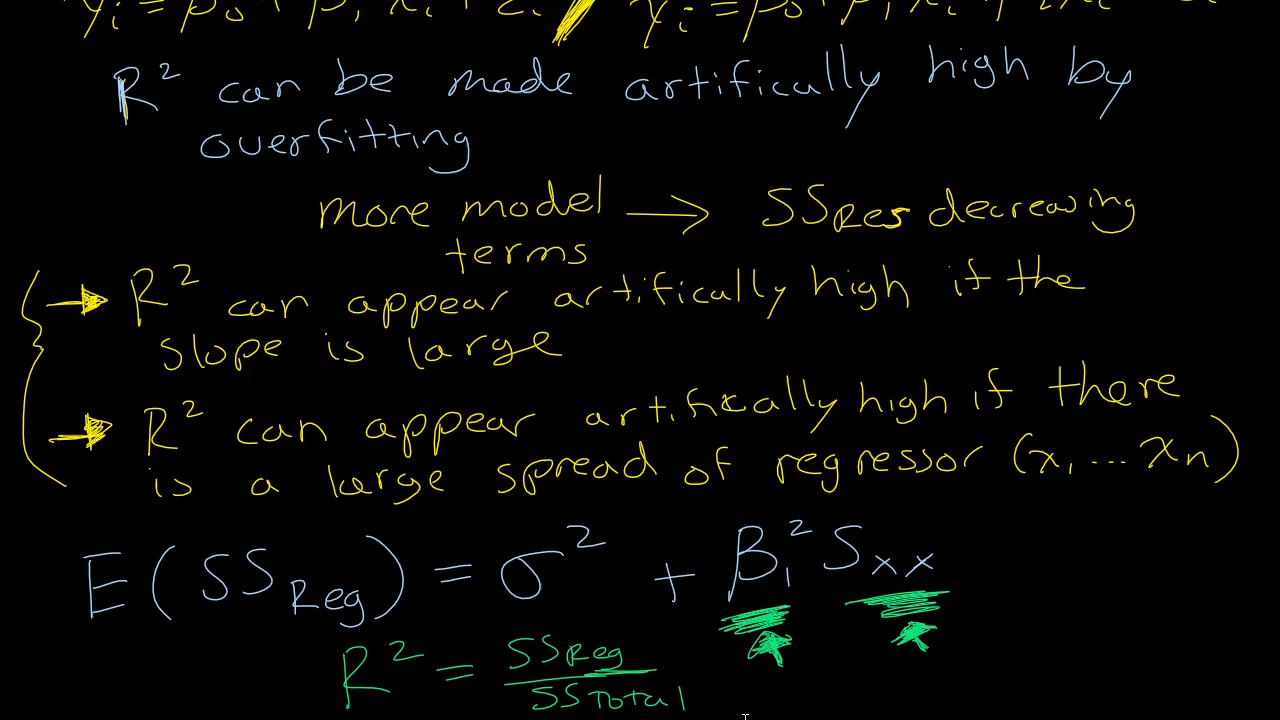 R² can be made artifically high by
overfitting
more model → SSRes decreasing
terms
→ R² can appear artifically high if the
slope is large
→ R² can appear artifically high if there
is a large spread of regressor (x₁ ... xₙ)
E(SSReg) = σ² + β₁² Sxx
R² = SSReg / SSTotal